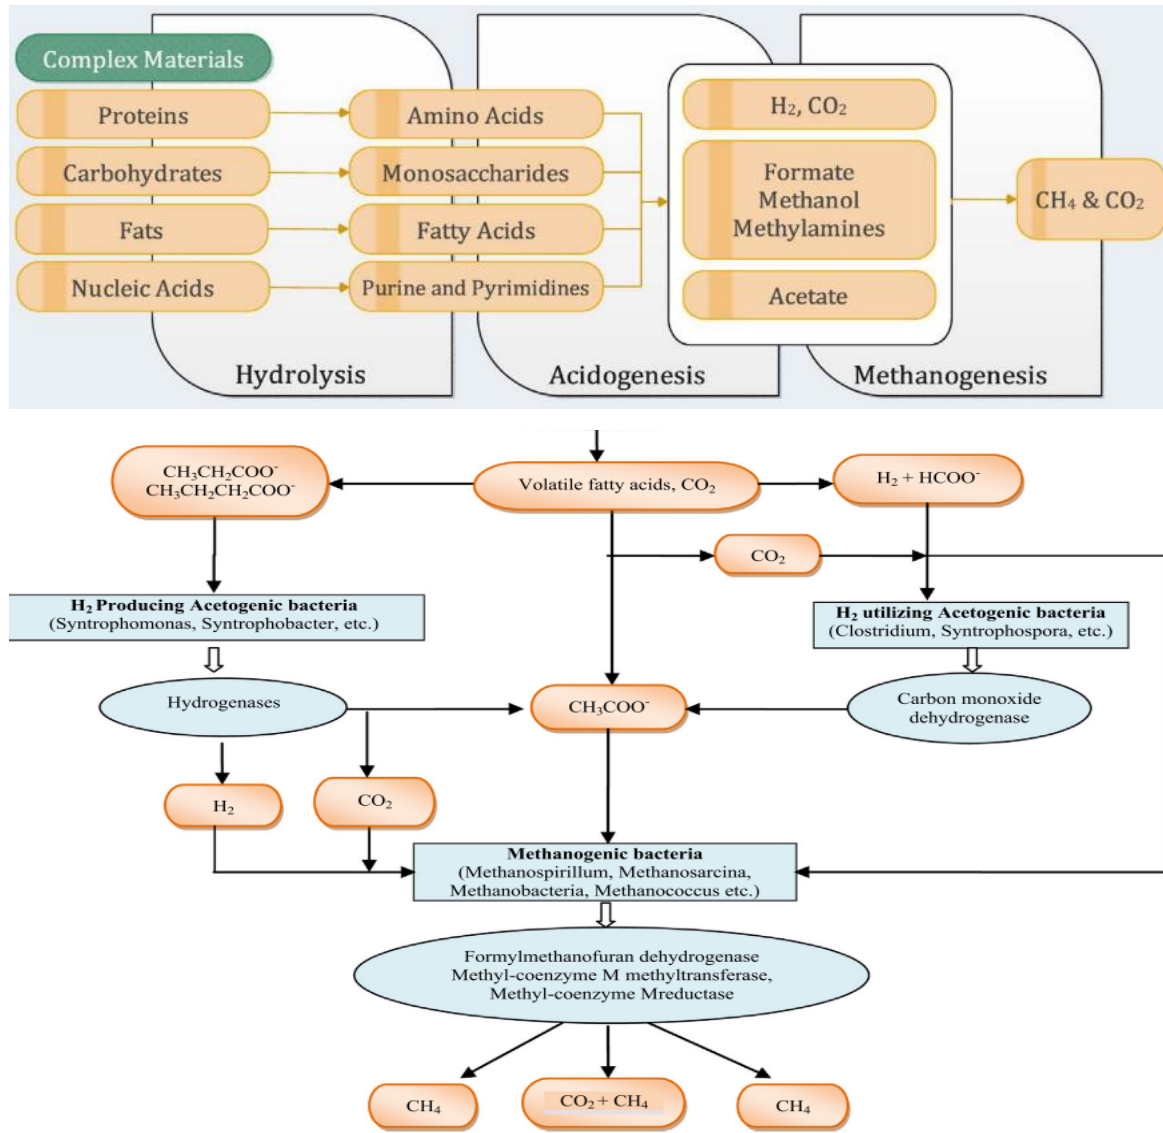 Complex Materials
Proteins
Amino Acids
H₂, CO₂
Carbohydrates
Monosaccharides
Formate
Methanol
Methylamines
CH₄ & CO₂
Fats
Fatty Acids
Nucleic Acids
Purine and Pyrimidines
Acetate
Hydrolysis
Acidogenesis
Methanogenesis
CH₃CH₂COO⁻
CH₃CH₂CH₂COO⁻
Volatile fatty acids, CO₂
H₂ + HCOO⁻
CO₂
H₂ Producing Acetogenic bacteria
(Syntrophomonas, Syntrophobacter, etc.)
H₂ utilizing Acetogenic bacteria
(Clostridium, Syntrophospora, etc.)
Hydrogenases
CH₃COO⁻
Carbon monoxide
dehydrogenase
H₂
CO₂
Methanogenic bacteria
(Methanospirillum, Methanosarcina,
Methanobacteria, Methanococcus etc.)
Formylmethanofuran dehydrogenase
Methyl-coenzyme M methyltransferase,
Methyl-coenzyme Mreductase
CH₄
CO₂ + CH₄
CH₄